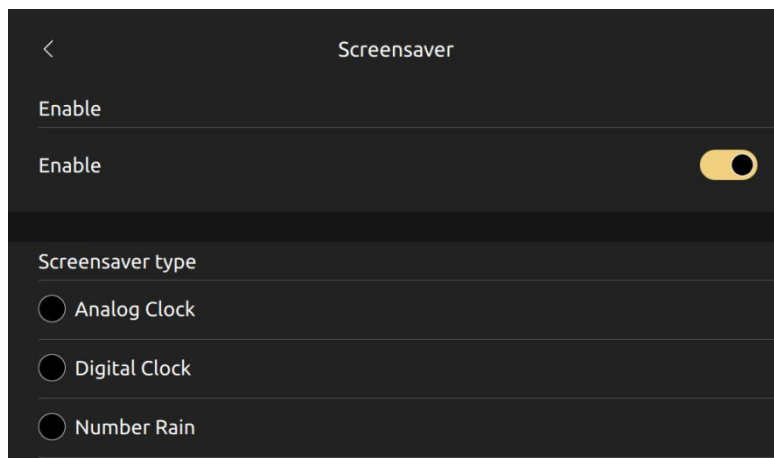 Screensaver
Enable
Enable
Screensaver type
Analog Clock
Digital Clock
Number Rain